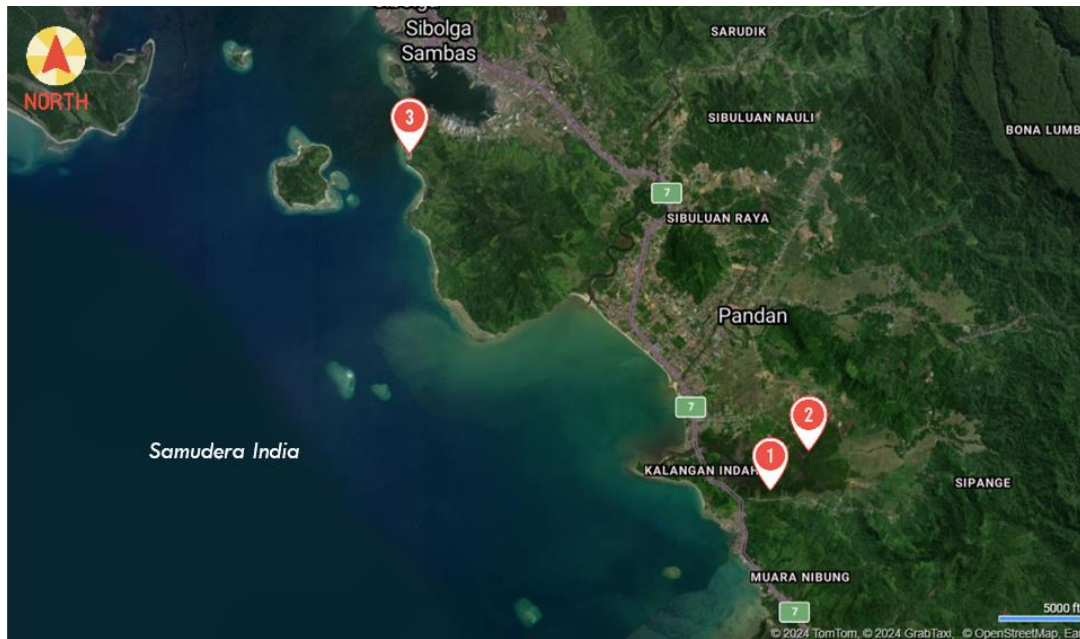 Sibolga
Sibolga
Sambas
SARUDIK
NORTH
3
SIBULUAN NAULI
BONA LUMB
7
SIBULUAN RAYA
Pandan
7
2
Samudera India
1
KALANGAN INDAH
SIPANGE
MUARA NIBUNG
7
5000 ft
© 2024 TomTom, © 2024 GrabTaxi, © OpenStreetMap, Ea